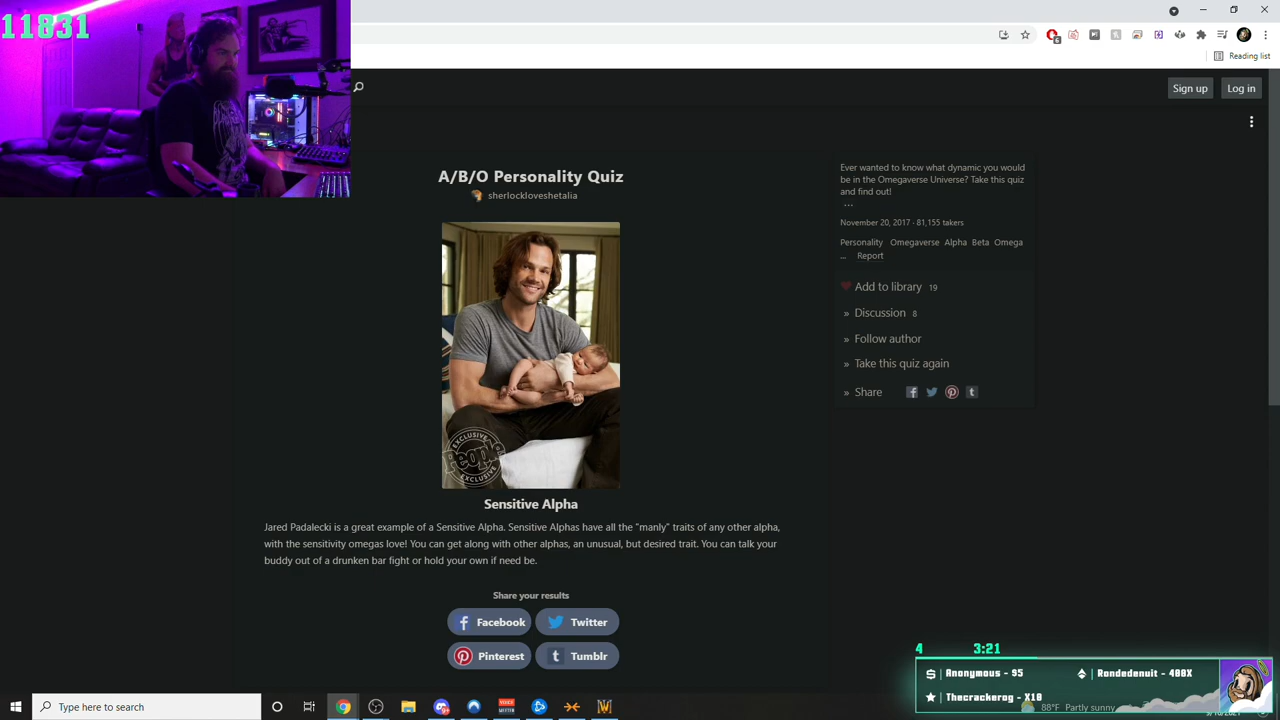 11831
Reading list
Sign up
Log in
A/B/O Personality Quiz
sherlockloveshetalia
EXCLUSIVE
people
EXCLUSIVE
Sensitive Alpha
Jared Padalecki is a great example of a Sensitive Alpha. Sensitive Alphas have all the "manly" traits of any other alpha,
with the sensitivity omegas love! You can get along with other alphas, an unusual, but desired trait. You can talk your
buddy out of a drunken bar fight or hold your own if need be.
Share your results
Facebook
Twitter
Pinterest
Tumblr
Ever wanted to know what dynamic you would
be in the Omegaverse Universe? Take this quiz
and find out!
...
November 20, 2017 · 81,155 takers
Personality Omegaverse Alpha Beta Omega
... Report
Add to library 19
» Discussion 8
» Follow author
» Take this quiz again
» Share
4 3:21
Anonymous - 95
Rondedenuit - 400X
Thecrackerog - X10
Type here to search
88°F Partly sunny